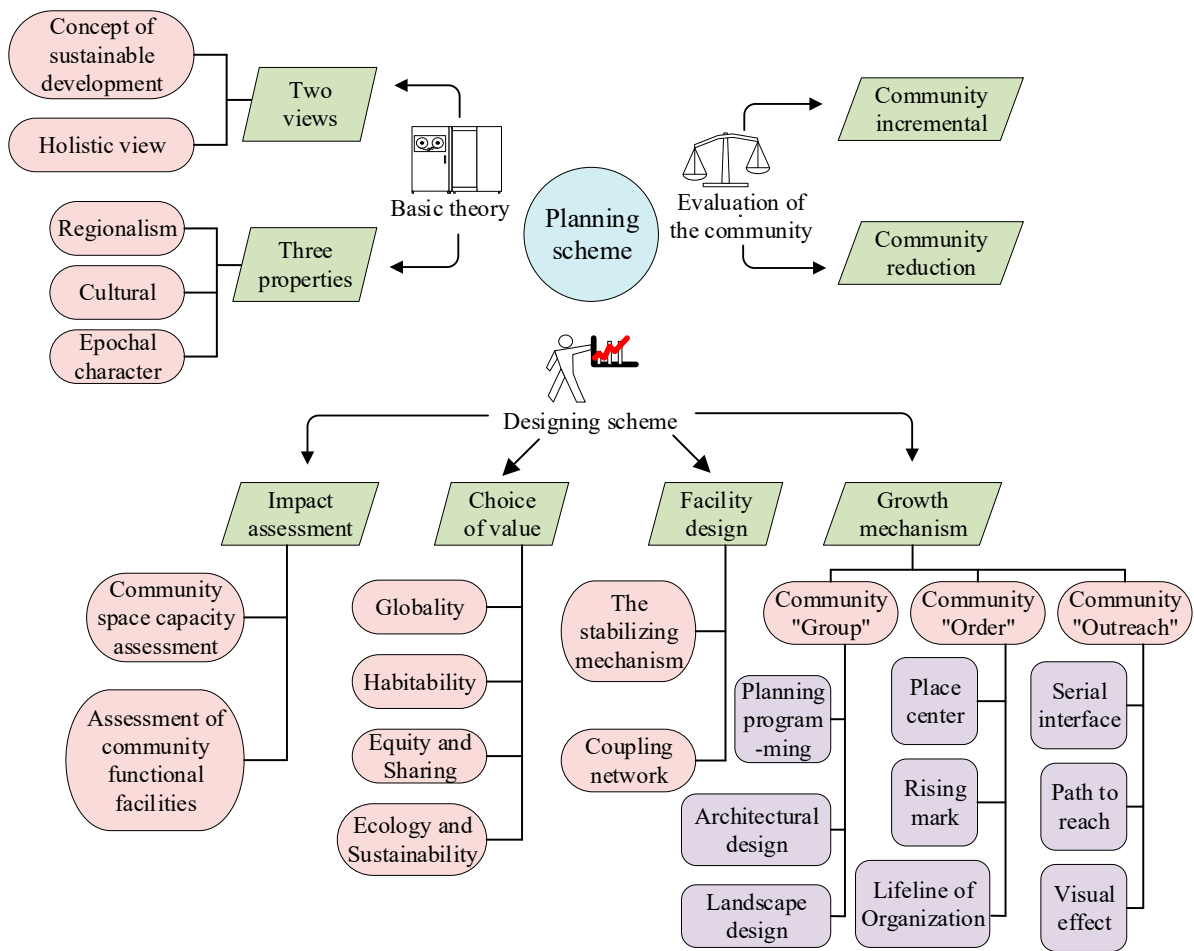 Concept of
sustainable
development
Holistic view
Two
views
Basic theory
Regionalism
Cultural
Epochal
character
Three
properties
Planning
scheme
Evaluation of
the community
Community
incremental
Community
reduction
Designing scheme
Impact
assessment
Community
space capacity
assessment
Assessment of
community
functional
facilities
Choice
of value
Globality
Habitability
Equity and
Sharing
Ecology and
Sustainability
Facility
design
The
stabilizing
mechanism
Coupling
network
Growth
mechanism
Community
"Group"
Planning
program
-ming
Architectural
design
Landscape
design
Community
"Order"
Place
center
Rising
mark
Lifeline of
Organization
Community
"Outreach"
Serial
interface
Path to
reach
Visual
effect